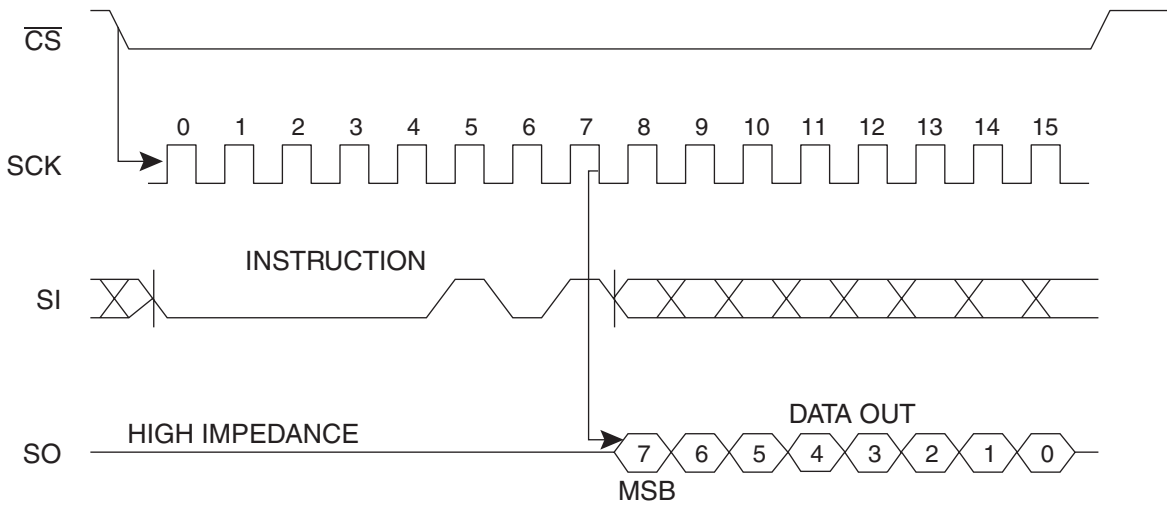 CS
0 1 2 3 4 5 6 7 8 9 10 11 12 13 14 15
SCK
INSTRUCTION
SI
DATA OUT
HIGH IMPEDANCE
SO
7 6 5 4 3 2 1 0
MSB